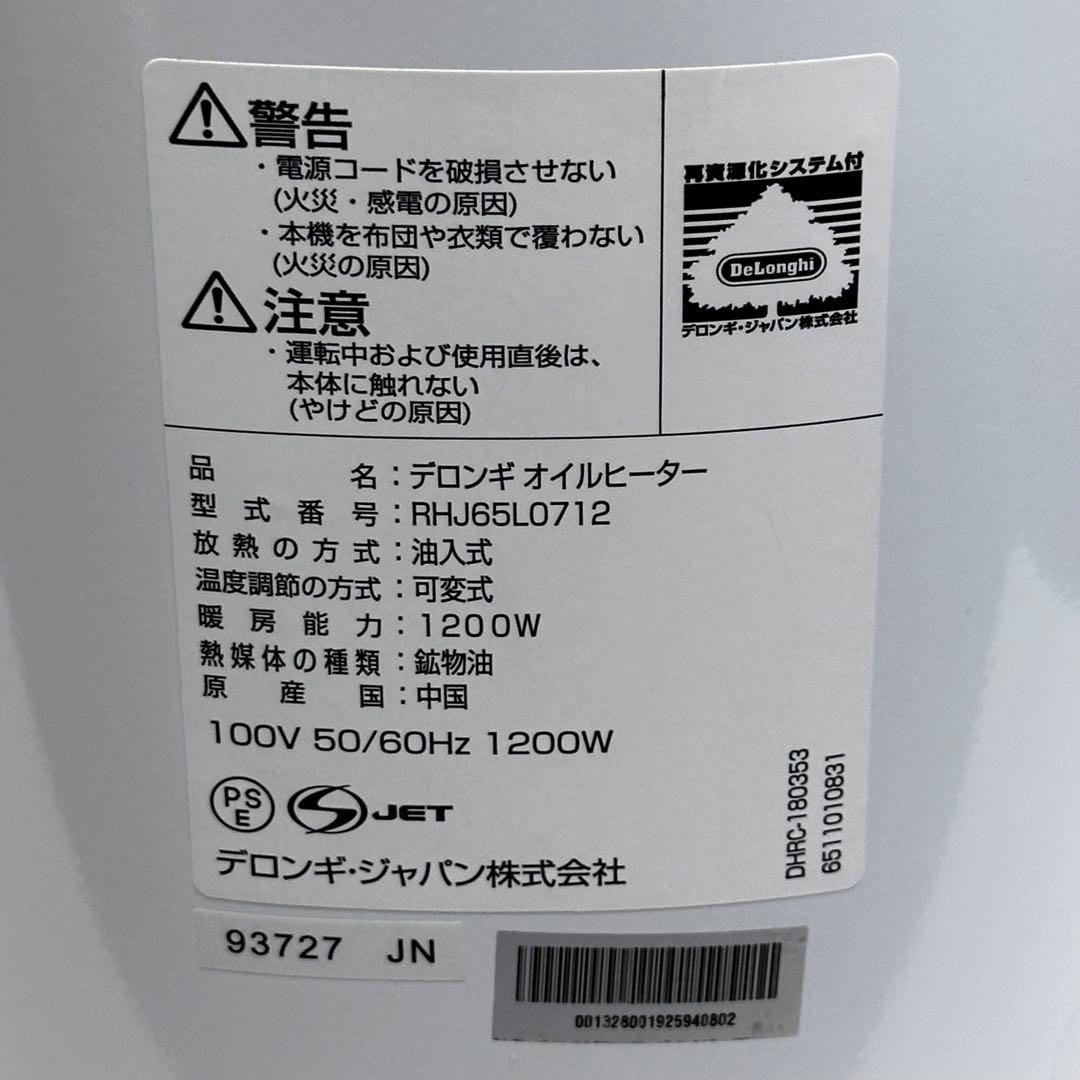 警告
・電源コードを破損させない
(火災・感電の原因)
・本機を布団や衣類で覆わない
(火災の原因)
注意
・運転中および使用直後は、
本体に触れない
(やけどの原因)
再資源化システム付
DeLonghi
デロンギ・ジャパン株式会社
品名：デロンギ オイルヒーター
型式番号：RHJ65L0712
放熱の方式：油入式
温度調節の方式：可変式
暖房能力：1200W
熱媒体の種類：鉱物油
原産国：中国
100V 50/60Hz 1200W
PSE
S JET
デロンギ・ジャパン株式会社
DHRC-180353
6511010831
93727 JN
001328001925940802